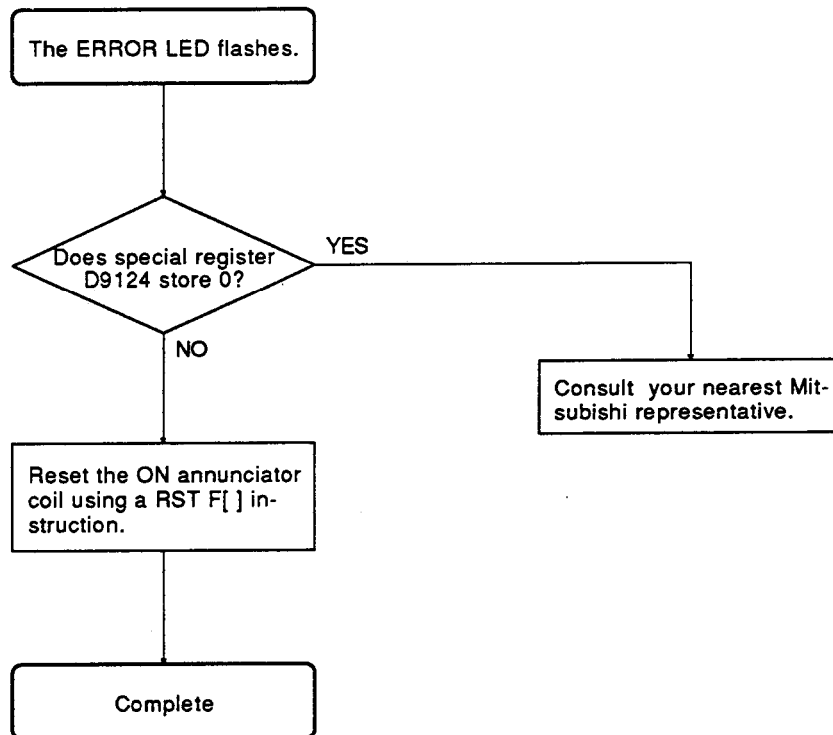 The ERROR LED flashes.
Does special register
D9124 store 0?
YES
NO
Consult your nearest Mit-
subishi representative.
Reset the ON annunciator
coil using a RST F[ ] in-
struction.
Complete